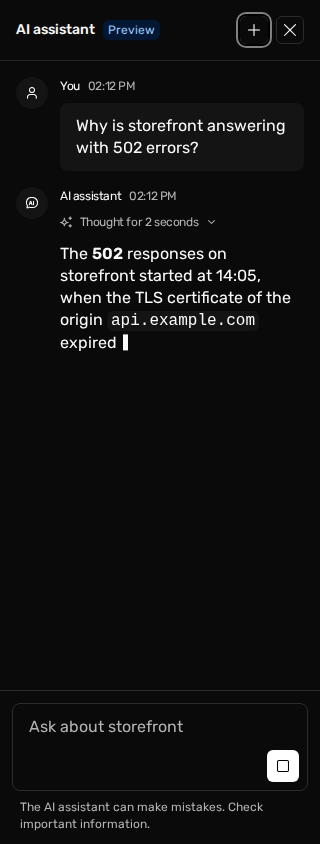 AI assistant Preview
You 02:12 PM
Why is storefront answering
with 502 errors?
AI
AI assistant 02:12 PM
Thought for 2 seconds
The 502 responses on
storefront started at 14:05,
when the TLS certificate of the
origin api.example.com
expired
Ask about storefront
The AI assistant can make mistakes. Check
important information.